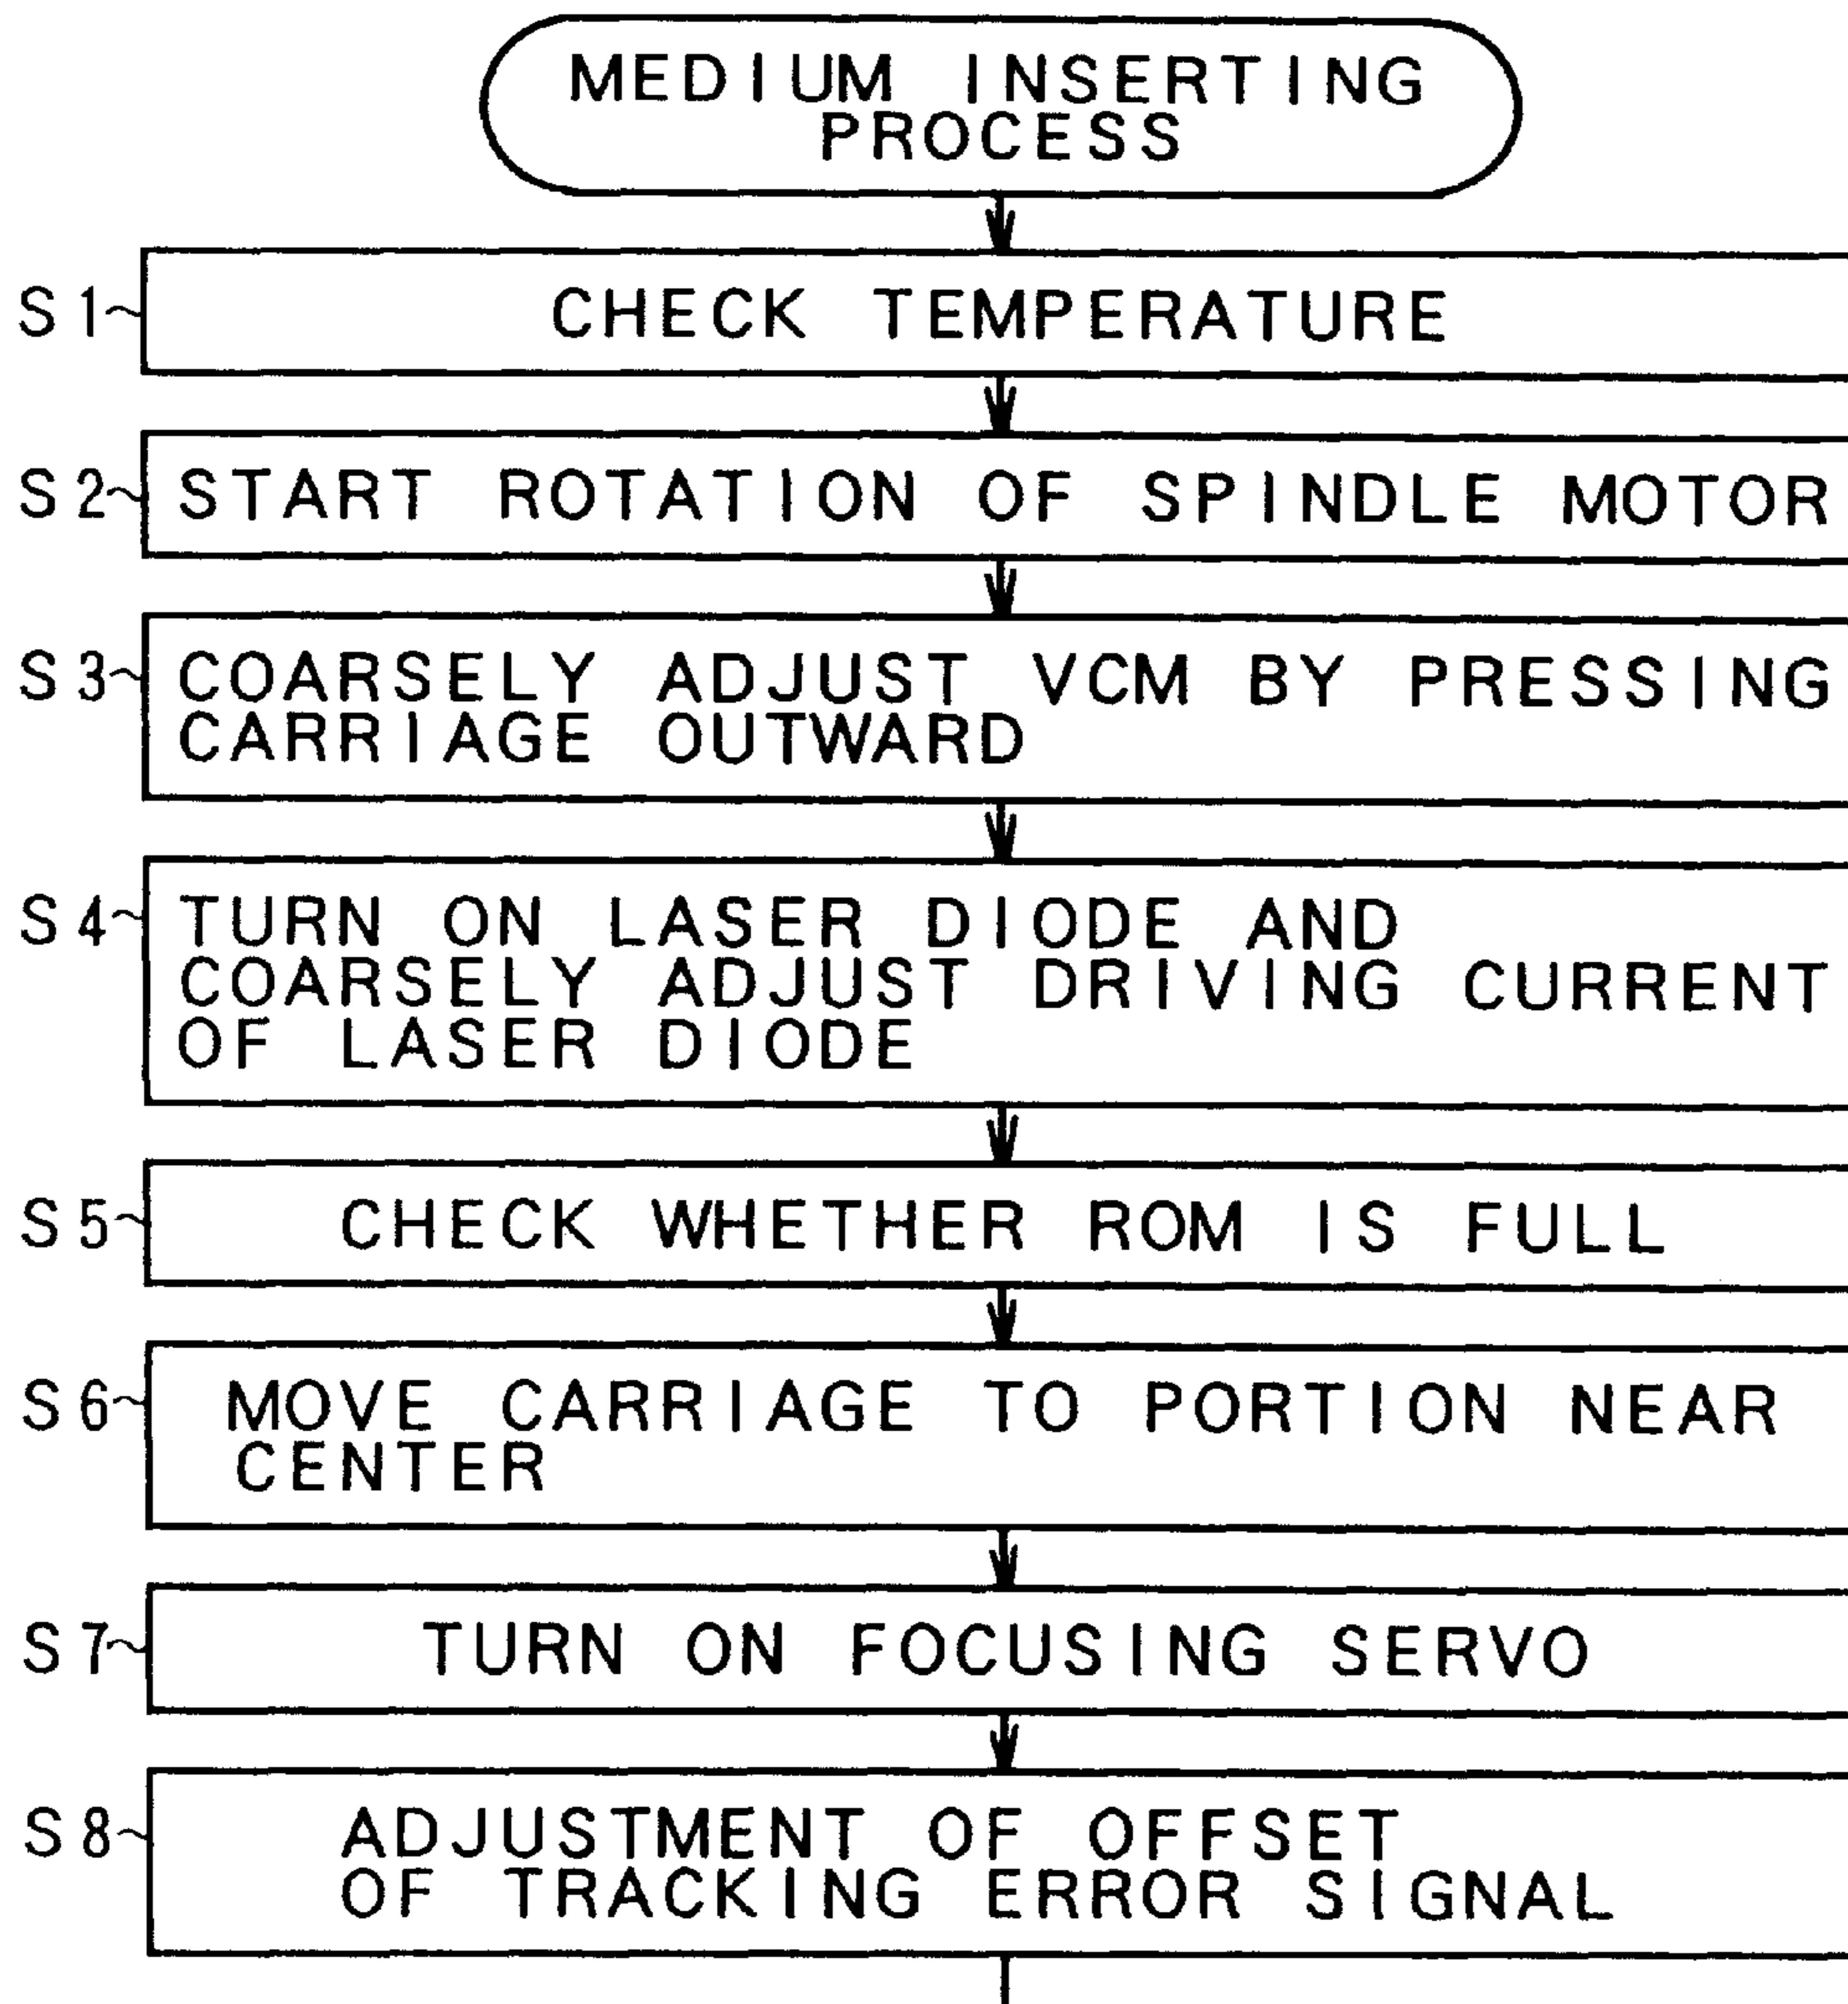 MEDIUM INSERTING
PROCESS
S1
CHECK TEMPERATURE
S2
START ROTATION OF SPINDLE MOTOR
S3
COARSELY ADJUST VCM BY PRESSING
CARRIAGE OUTWARD
S4
TURN ON LASER DIODE AND
COARSELY ADJUST DRIVING CURRENT
OF LASER DIODE
S5
CHECK WHETHER ROM IS FULL
S6
MOVE CARRIAGE TO PORTION NEAR
CENTER
S7
TURN ON FOCUSING SERVO
S8
ADJUSTMENT OF OFFSET
OF TRACKING ERROR SIGNAL